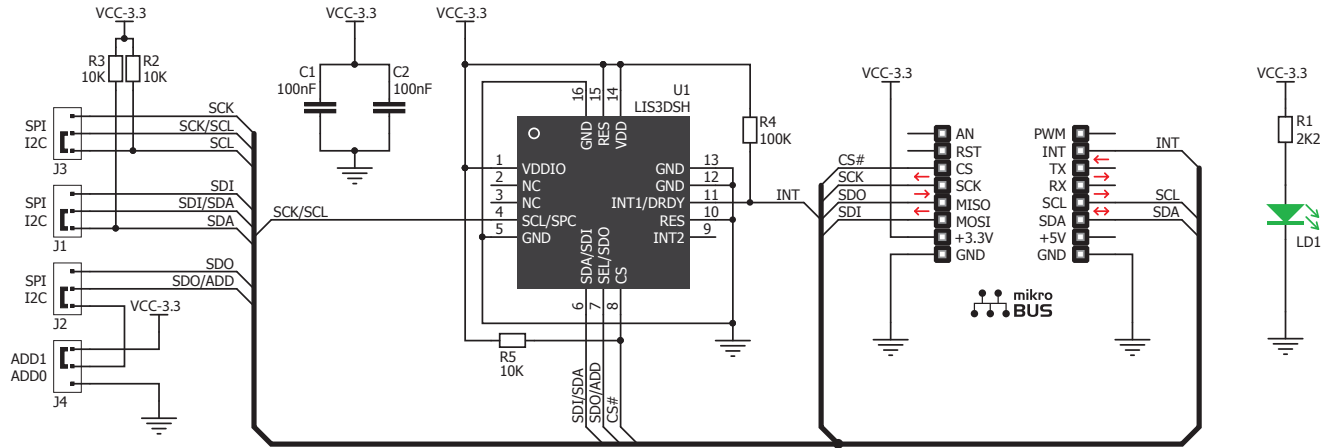 VCC-3.3
R3
10K
R2
10K
SPI
I2C
J3
SCK
SCK/SCL
SCL
SPI
I2C
J1
SDI
SDI/SDA
SDA
SPI
I2C
J2
SDO
SDO/ADD
VCC-3.3
ADD1
ADD0
J4
VCC-3.3
C1
100nF
C2
100nF
VCC-3.3
SCK/SCL
U1
LIS3DSH
16
15
14
GND
RES
VDD
1
VDDIO
2
NC
3
NC
4
SCL/SPC
5
GND
GND
13
GND
12
INT1/DRDY
11
RES
10
INT2
9
SDA/SDI
SEL/SDO
CS
6
7
8
R5
10K
SDI/SDA
SDO/ADD
CS#
R4
100K
INT
VCC-3.3
CS#
SCK
SDO
SDI
AN
RST
CS
SCK
MISO
MOSI
+3.3V
GND
PWM
INT
TX
RX
SCL
SDA
+5V
GND
INT
SCL
SDA
mikro
BUS
VCC-3.3
R1
2K2
LD1